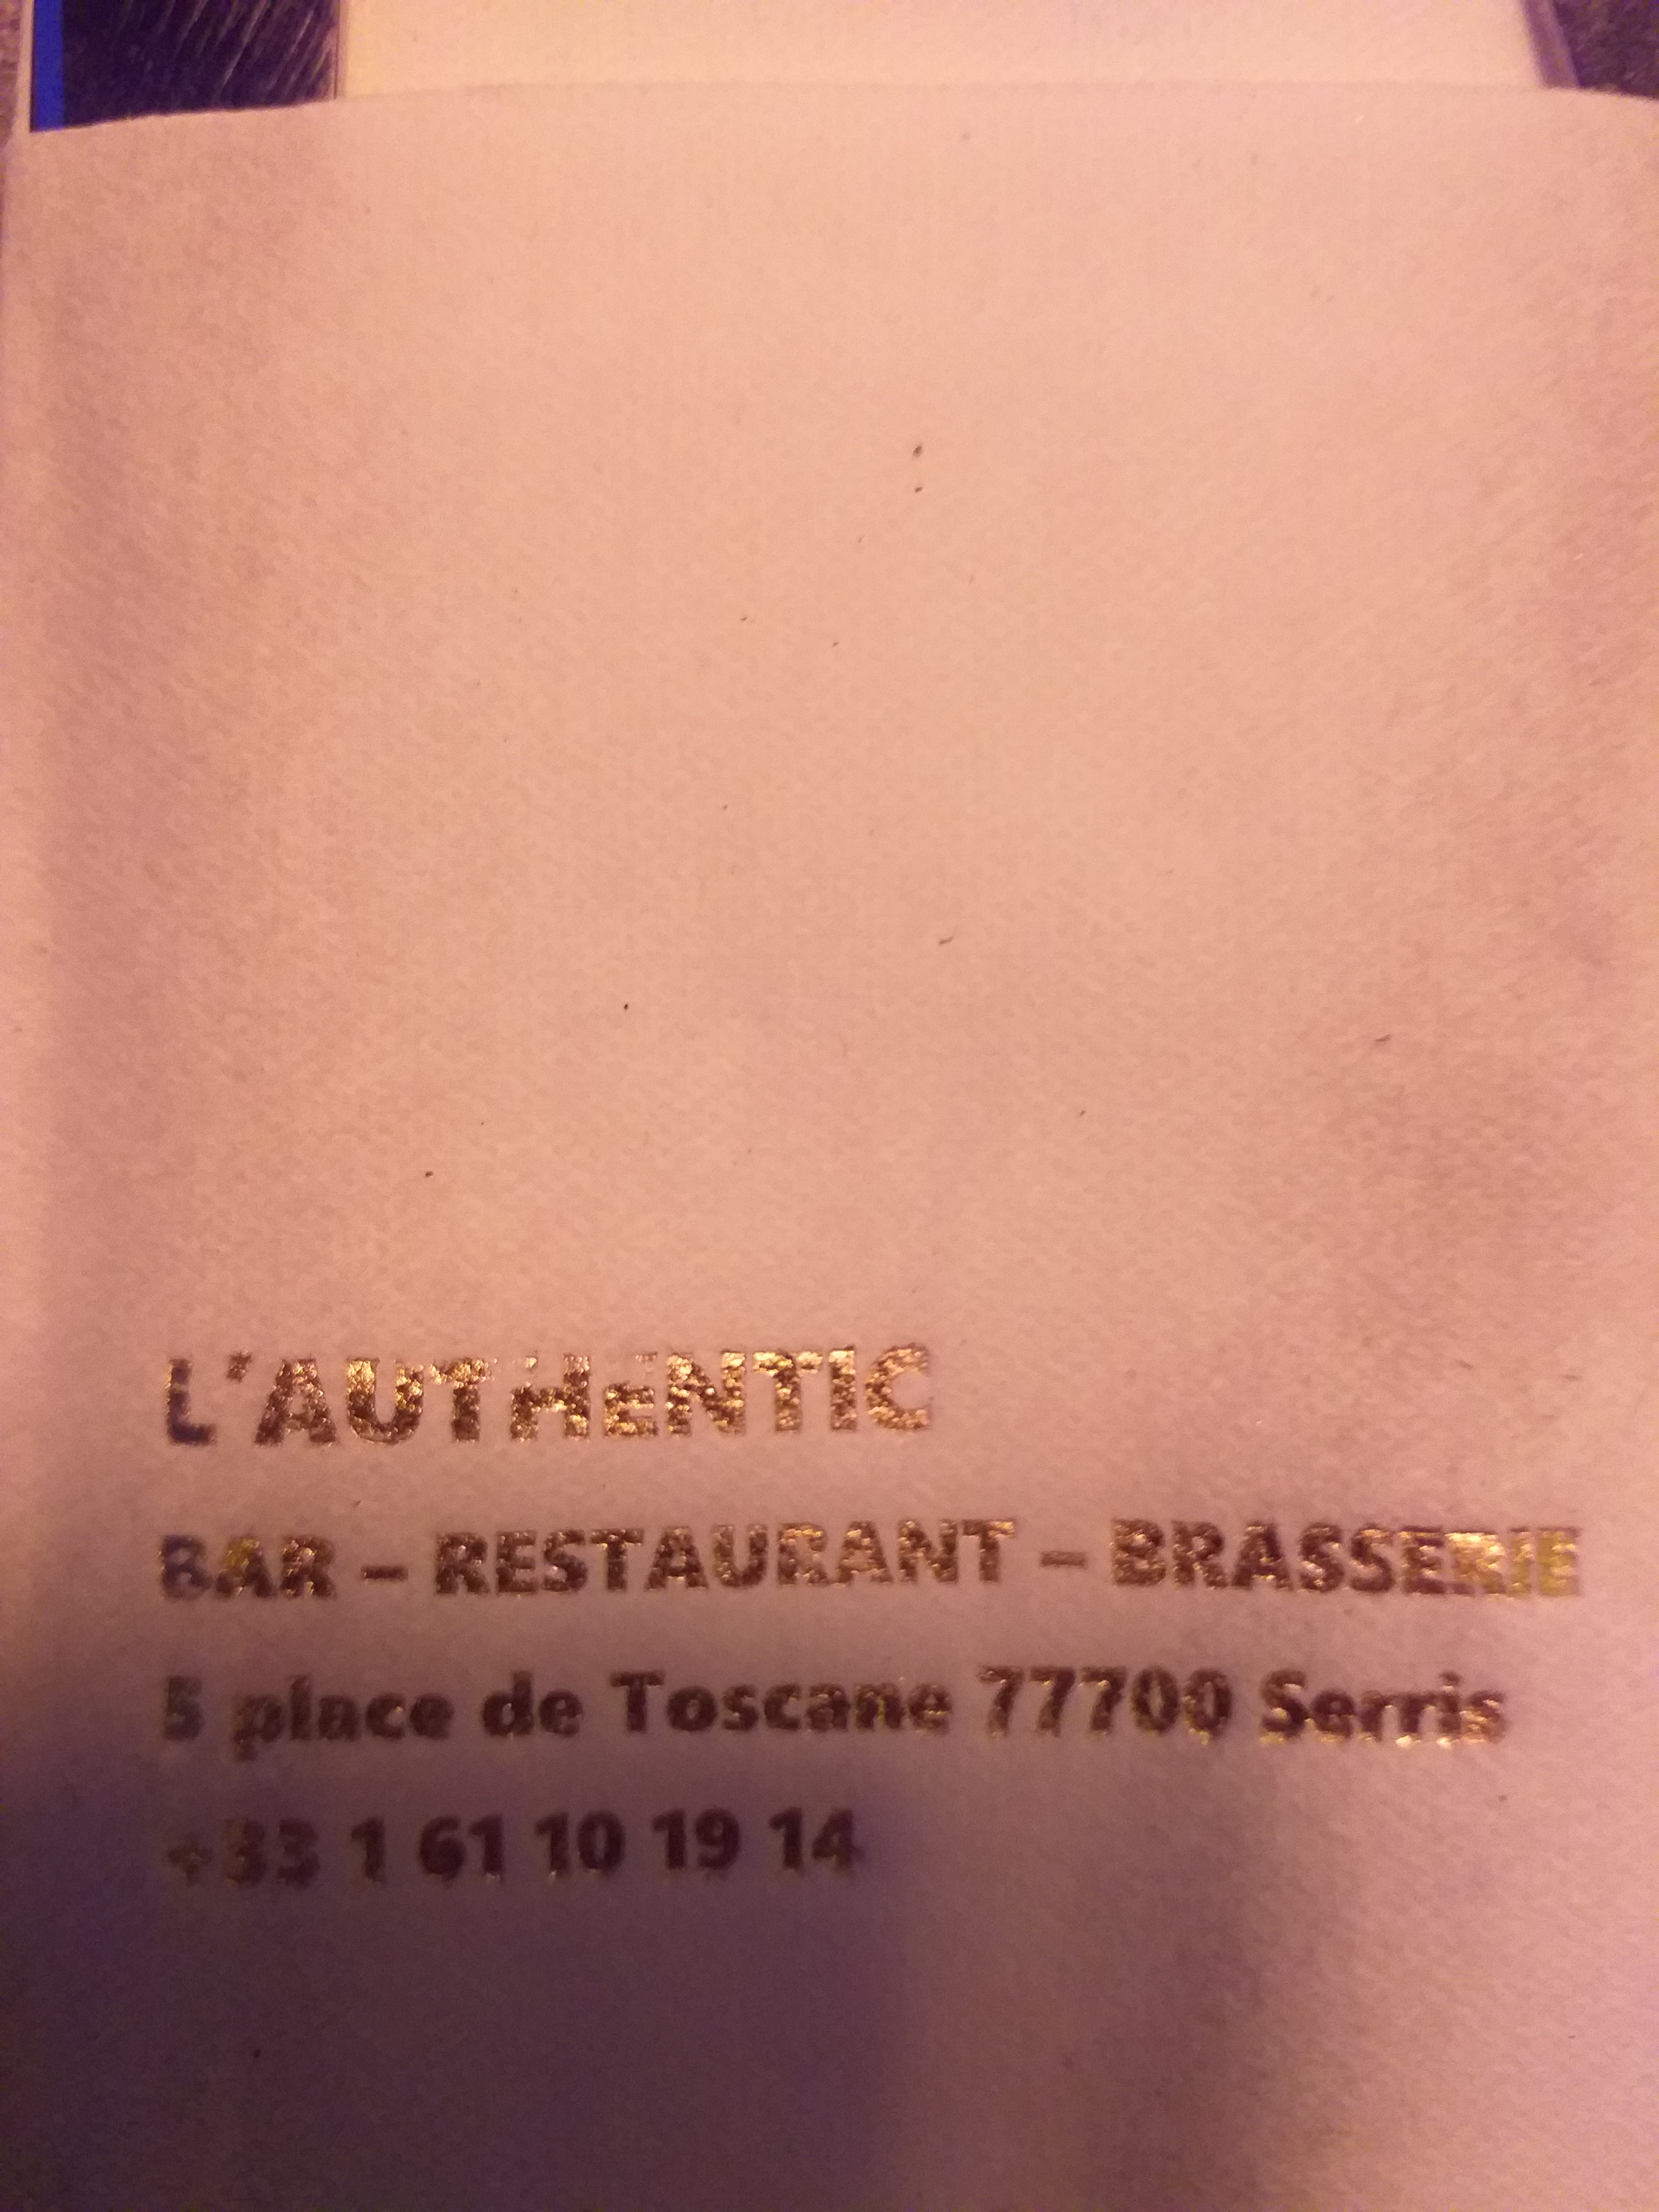 L'AUTHENTIC
BAR – RESTAURANT – BRASSERIE
5 place de Toscane 77700 Serris
+33 1 61 10 19 14